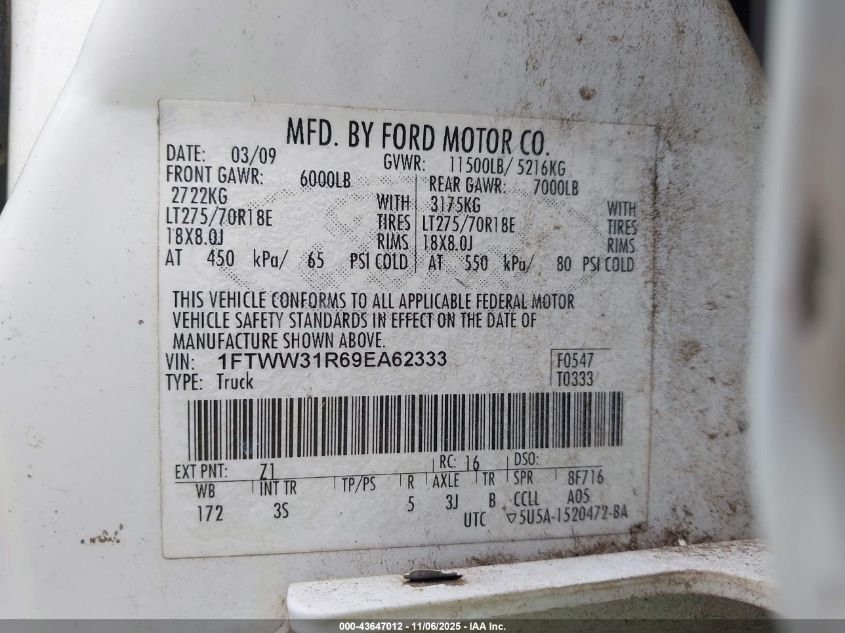 MFD. BY FORD MOTOR CO.
DATE: 03/09 GVWR: 11500LB/ 5216KG
FRONT GAWR: 6000LB REAR GAWR: 7000LB
2722KG WITH 3175KG WITH
LT275/70R18E TIRES LT275/70R18E TIRES
18X8.0J RIMS 18X8.0J RIMS
AT 450 kPa/ 65 PSI COLD AT 550 kPa/ 80 PSI COLD
THIS VEHICLE CONFORMS TO ALL APPLICABLE FEDERAL MOTOR
VEHICLE SAFETY STANDARDS IN EFFECT ON THE DATE OF
MANUFACTURE SHOWN ABOVE.
VIN: 1FTWW31R69EA62333 F0547
TYPE: Truck T0333
EXT PNT: Z1 RC: 16 DSO:
WB INT TR TP/PS R AXLE TR SPR 8F716
172 3S 5 3J B CCLL A05
UTC ▽5U5A-1520472-BA
000-43647012 - 11/06/2025 - IAA Inc.